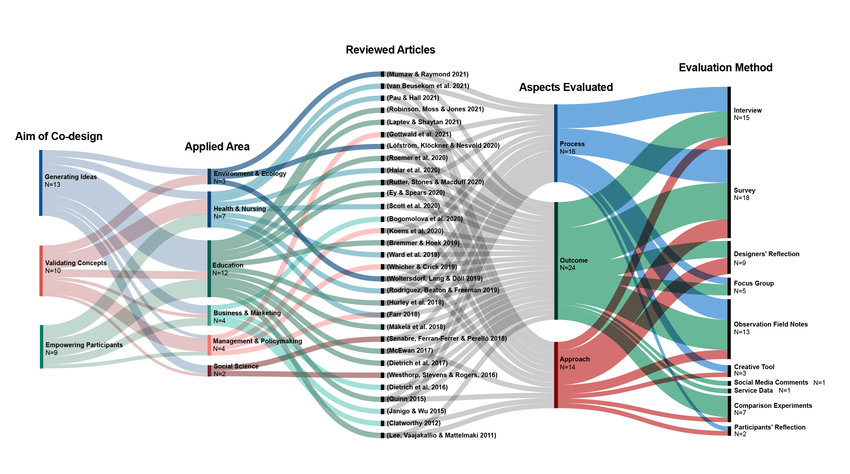 Reviewed Articles
Evaluation Method
Aspects Evaluated
Aim of Co-design
Applied Area
Generating Ideas
N=13
Validating Concepts
N=10
Empowering Participants
N=9
Environment & Ecology
N=3
Health & Nursing
N=7
Education
N=12
Business & Marketing
N=4
Management & Policymaking
N=4
Social Science
N=2
(Mumaw & Raymond 2021)
(van Beusekom et al. 2021)
(Pau & Hall 2021)
(Robinson, Moss & Jones 2021)
(Laptev & Shaytan 2021)
(Gottwald et al. 2021)
(Löfström, Klöckner & Nesvold 2020)
(Roemer et al. 2020)
(Halar et al. 2020)
(Rutter, Stones & Macduff 2020)
(Ey & Spears 2020)
(Scott et al. 2020)
(Bogomolova et al. 2020)
(Koens et al. 2020)
(Bremmer & Hoek 2019)
(Ward et al. 2019)
(Whicher & Crick 2019)
(Woltersdorf, Lang & Döll 2019)
(Rodriguez, Beaton & Freeman 2019)
(Hurley et al. 2018)
(Farr 2018)
(Makela et al. 2018)
(Senabre, Ferran-Ferrer & Perelló 2018)
(McEwan 2017)
(Dietrich et al. 2017)
(Westhorp, Stevens & Rogers, 2016)
(Dietrich et al. 2016)
(Quinn 2015)
(Janigo & Wu 2015)
(Clatworthy 2012)
(Lee, Vaajakallio & Mattelmaki 2011)
Process
N=16
Outcome
N=24
Approach
N=14
Interview
N=15
Survey
N=18
Designers' Reflection
N=9
Focus Group
N=5
Observation Field Notes
N=13
Creative Tool
N=3
Social Media Comments N=1
Service Data N=1
Comparison Experiments
N=7
Participants' Reflection
N=2